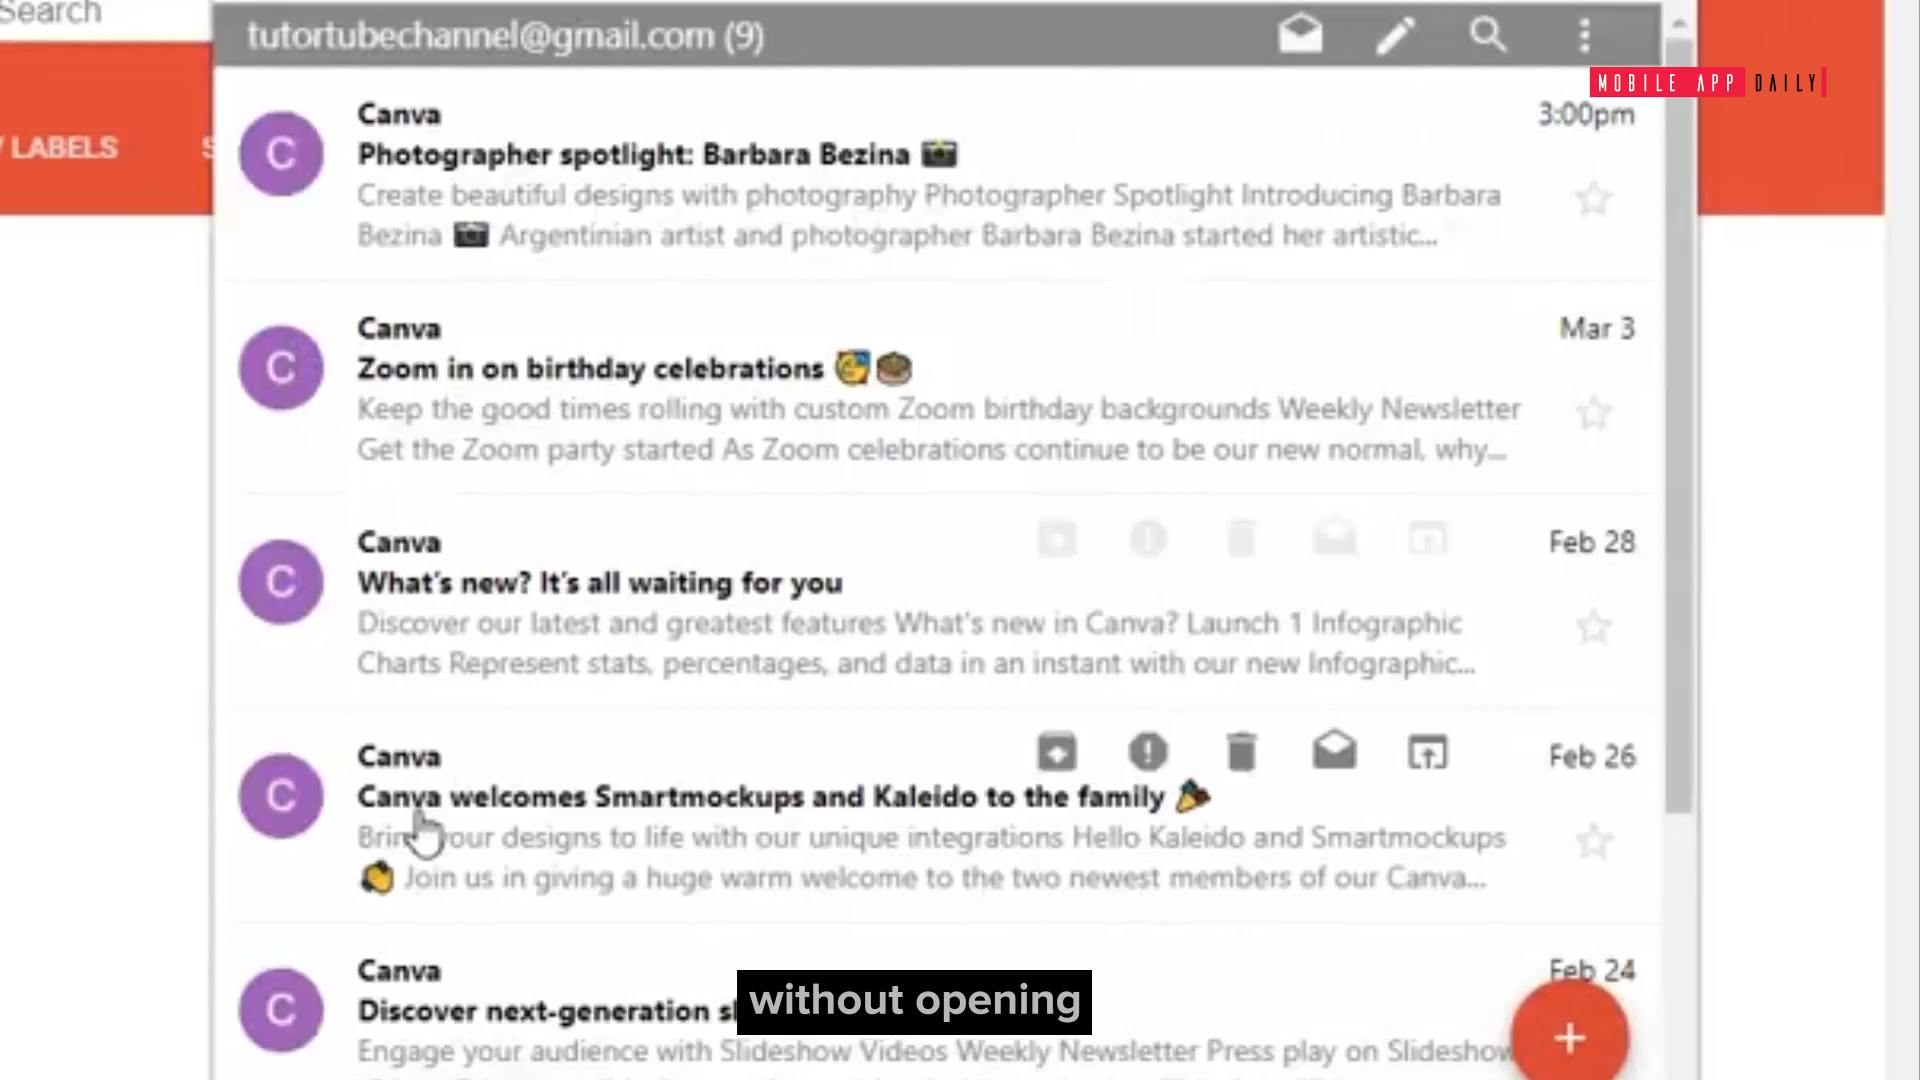 Search
tutortubechannel@gmail.com (9)
MOBILE APP DAILY
LABELS
S
C
Canva
3:00pm
Photographer spotlight: Barbara Bezina
Create beautiful designs with photography Photographer Spotlight Introducing Barbara
Bezina 📷 Argentinian artist and photographer Barbara Bezina started her artistic...
C
Canva
Mar 3
Zoom in on birthday celebrations
Keep the good times rolling with custom Zoom birthday backgrounds Weekly Newsletter
Get the Zoom party started As Zoom celebrations continue to be our new normal, why...
C
Canva
Feb 28
What's new? It's all waiting for you
Discover our latest and greatest features What's new in Canva? Launch 1 Infographic
Charts Represent stats, percentages, and data in an instant with our new Infographic...
C
Canva
Feb 26
Canva welcomes Smartmockups and Kaleido to the family
your designs to life with our unique integrations Hello Kaleido and Smartmockups
Join us in giving a huge warm welcome to the two newest members of our Canva...
C
Canva
Feb 24
Discover next-generation
without opening
Engage your audience with Slideshow Videos Weekly Newsletter Press play on Slideshow